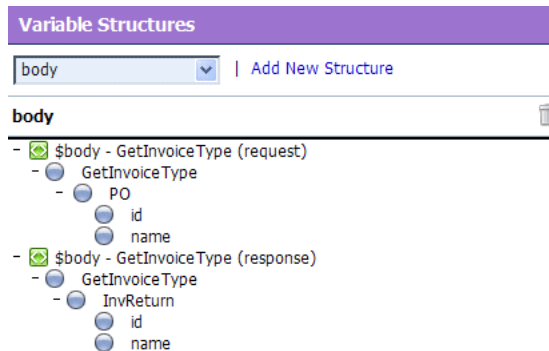 Variable Structures
body | Add New Structure
body
- $body - GetInvoiceType (request)
- GetInvoiceType
- PO
id
name
- $body - GetInvoiceType (response)
- GetInvoiceType
- InvReturn
id
name